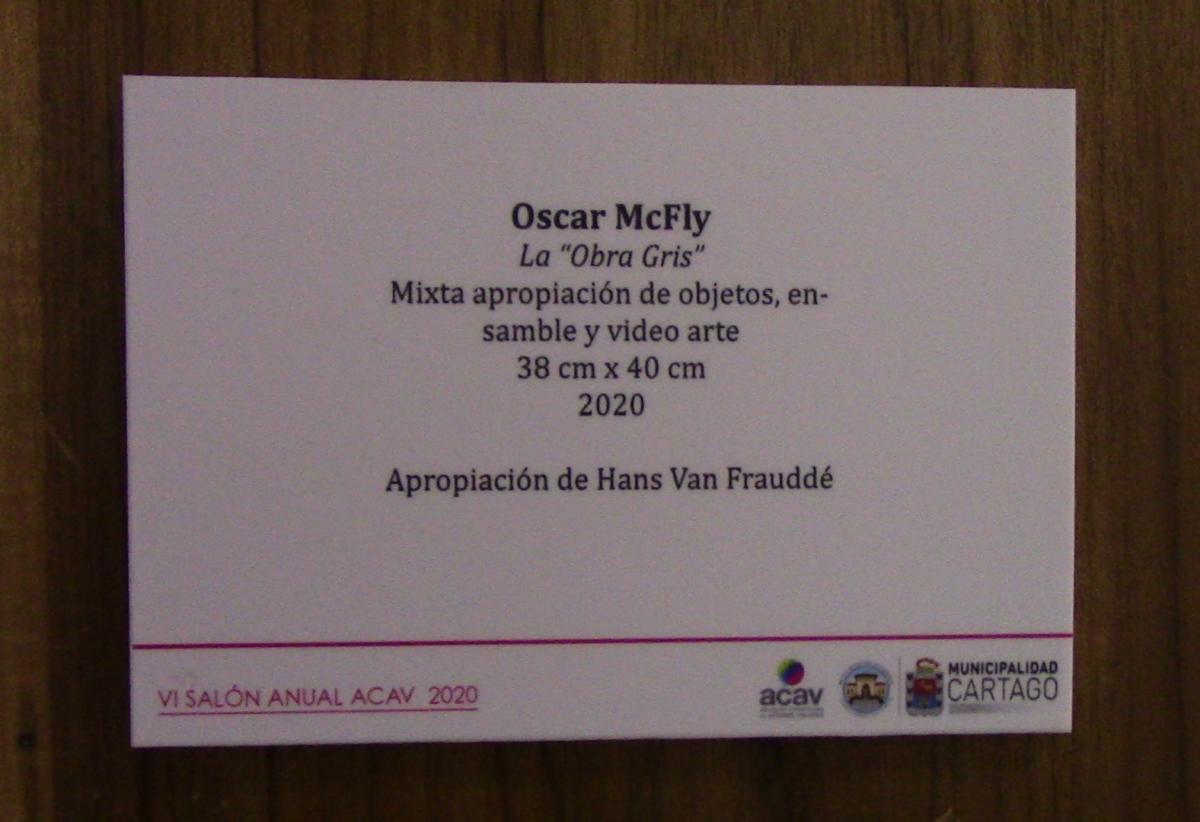 Oscar McFly
La “Obra Gris”
Mixta apropiación de objetos, en-
samble y video arte
38 cm x 40 cm
2020
Apropiación de Hans Van Frauddé
VI SALÓN ANUAL ACAV 2020
acav
MUNICIPALIDAD
CARTAGO